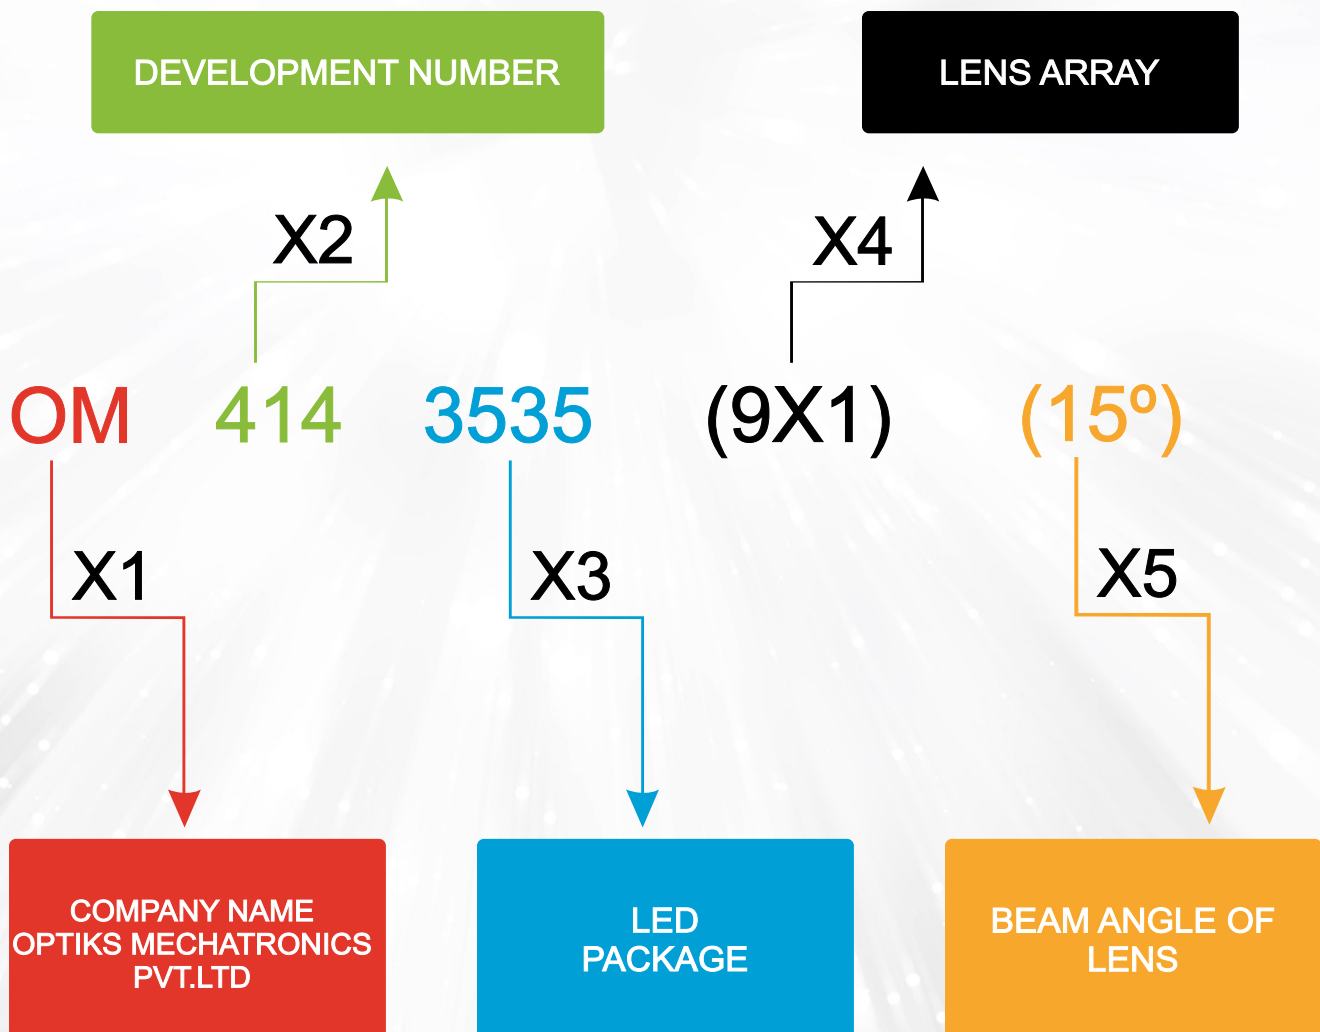 DEVELOPMENT NUMBER
LENS ARRAY
X2
X4
OM 414 3535 (9X1) (15º)
X1
X3
X5
COMPANY NAME
OPTIKS MECHATRONICS
PVT.LTD
LED
PACKAGE
BEAM ANGLE OF
LENS